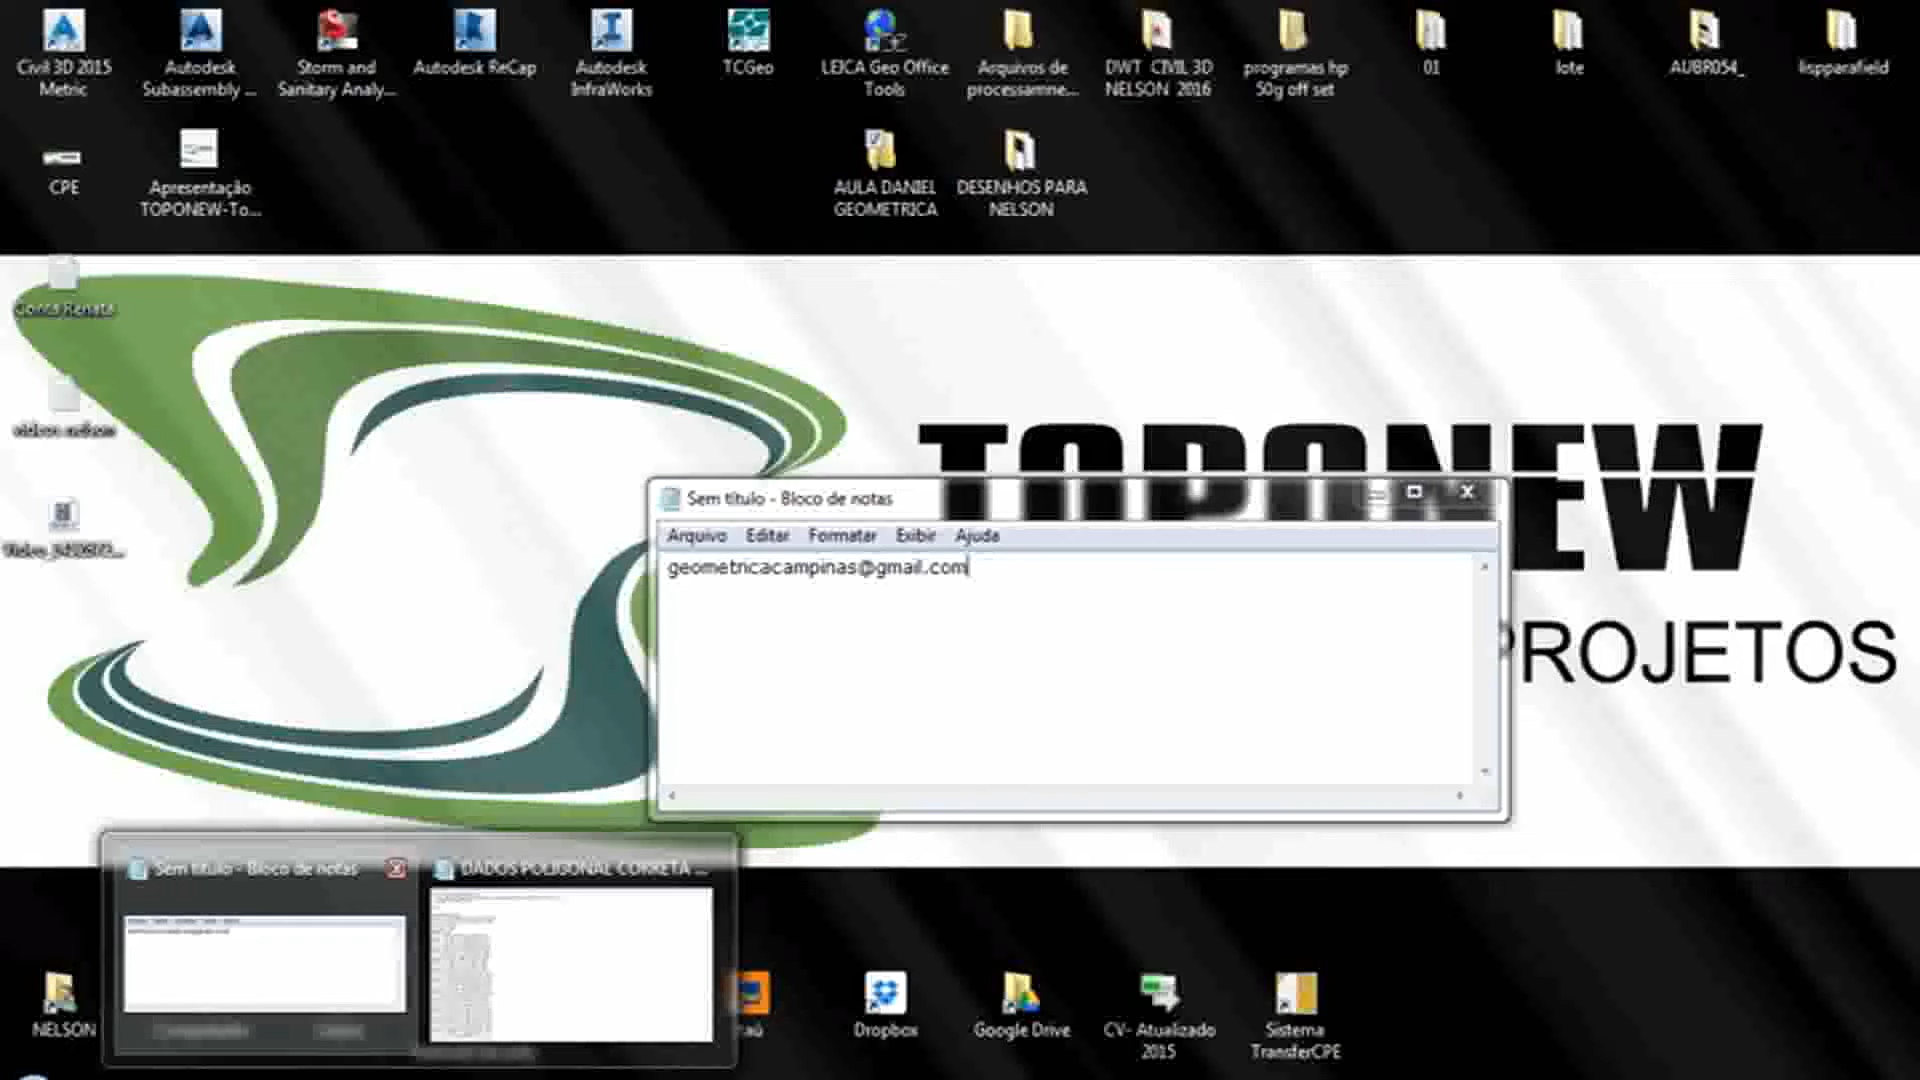 Civil 3D 2015
Metric
Autodesk
Subassembly ...
Storm and
Sanitary Analy...
Autodesk ReCap
Autodesk
InfraWorks
TCGeo
LEICA Geo Office
Tools
Arquivos de
processamne...
DWT CIVIL 3D
NELSON 2016
programas hp
50g off set
01
lote
AUBR054_
lispparafield
CPE
Apresentação
TOPONEW-To...
AULA DANIEL
GEOMETRICA
DESENHOS PARA
NELSON
Renata
videos nelson
TOPONEW
PROJETOS
Sem título - Bloco de notas
Arquivo Editar Formatar Exibir Ajuda
geometricacampinas@gmail.com
Sem título - Bloco de notas
DADOS POLIGONAL CORRETA ...
NELSON
Dropbox
Google Drive
CV- Atualizado
2015
Sistema
TransferCPE